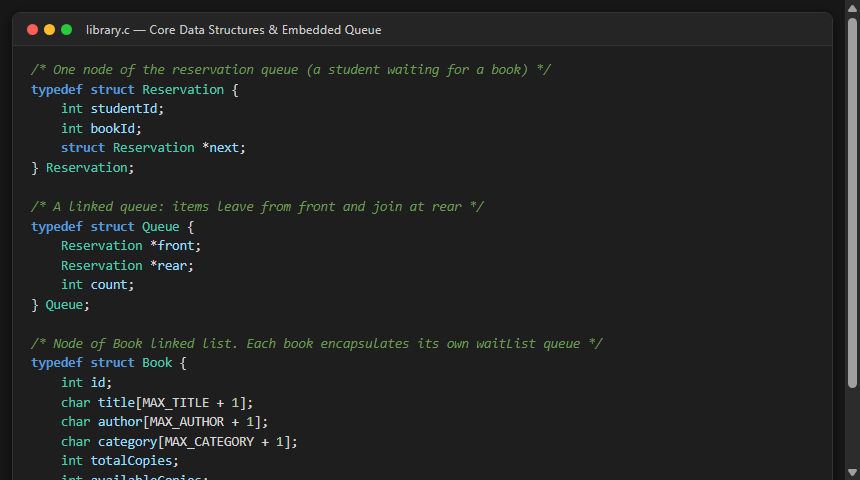 library.c — Core Data Structures & Embedded Queue
/* One node of the reservation queue (a student waiting for a book) */
typedef struct Reservation {
    int studentId;
    int bookId;
    struct Reservation *next;
} Reservation;
/* A linked queue: items leave from front and join at rear */
typedef struct Queue {
    Reservation *front;
    Reservation *rear;
    int count;
} Queue;
/* Node of Book linked list. Each book encapsulates its own waitList queue */
typedef struct Book {
    int id;
    char title[MAX_TITLE + 1];
    char author[MAX_AUTHOR + 1];
    char category[MAX_CATEGORY + 1];
    int totalCopies;
    int availableCopies;